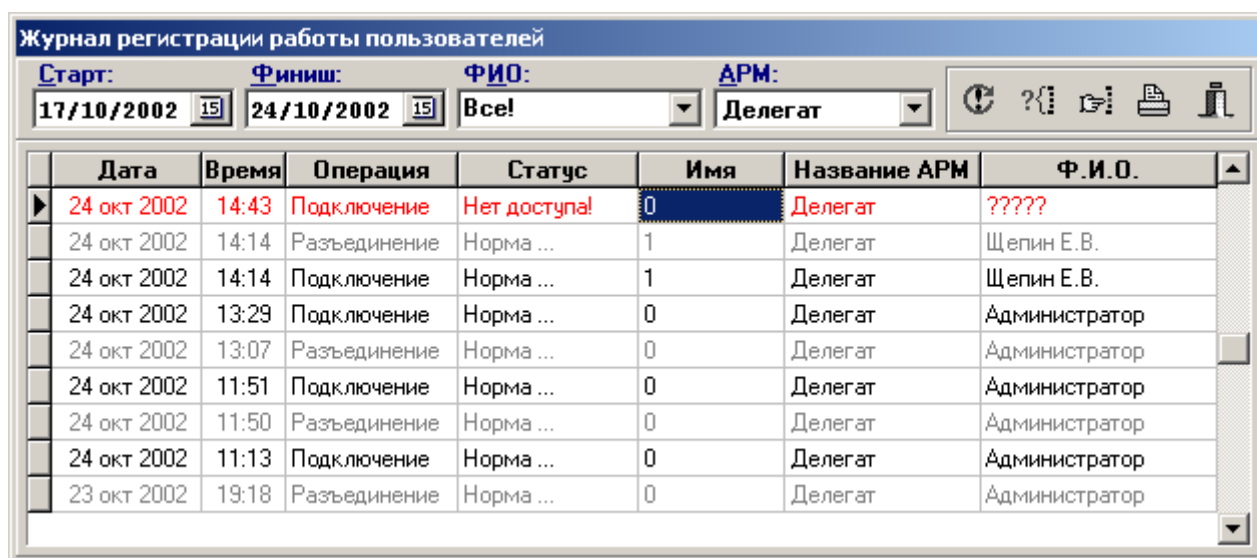 Журнал регистрации работы пользователей
Старт: Финиш: ФИО: АРМ:
17/10/2002 15 24/10/2002 15 Все! Делегат
Дата Время Операция Статус Имя Название АРМ Ф.И.О.
24 окт 2002 14:43 Подключение Нет доступа! 0 Делегат ?????
24 окт 2002 14:14 Разъединение Норма ... 1 Делегат Щепин Е.В.
24 окт 2002 14:14 Подключение Норма ... 1 Делегат Щепин Е.В.
24 окт 2002 13:29 Подключение Норма ... 0 Делегат Администратор
24 окт 2002 13:07 Разъединение Норма ... 0 Делегат Администратор
24 окт 2002 11:51 Подключение Норма ... 0 Делегат Администратор
24 окт 2002 11:50 Разъединение Норма ... 0 Делегат Администратор
24 окт 2002 11:13 Подключение Норма ... 0 Делегат Администратор
23 окт 2002 19:18 Разъединение Норма ... 0 Делегат Администратор